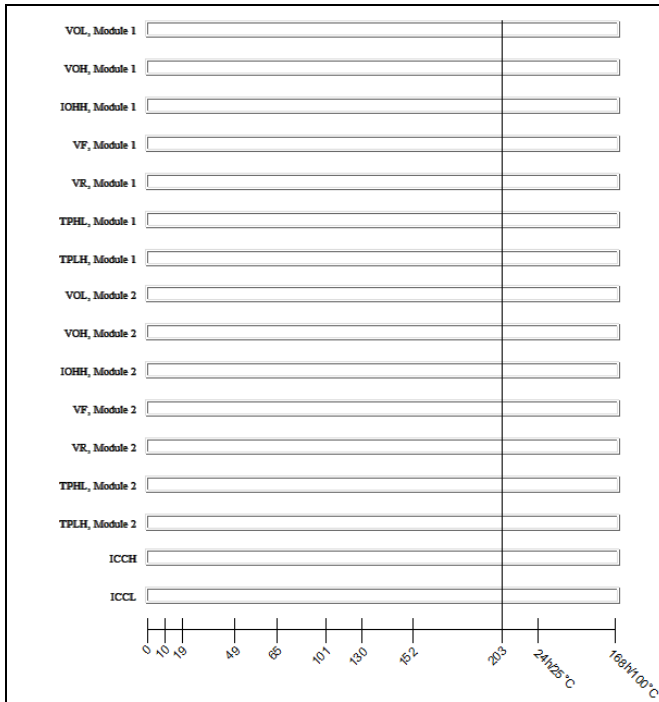 VOL, Module 1
VOH, Module 1
IOHH, Module 1
VF, Module 1
VR, Module 1
TPHL, Module 1
TPLH, Module 1
VOL, Module 2
VOH, Module 2
IOHH, Module 2
VF, Module 2
VR, Module 2
TPHL, Module 2
TPLH, Module 2
ICCH
ICCL
0 10 19 49 65 101 130 152 203 24h/25°C 168h/100°C